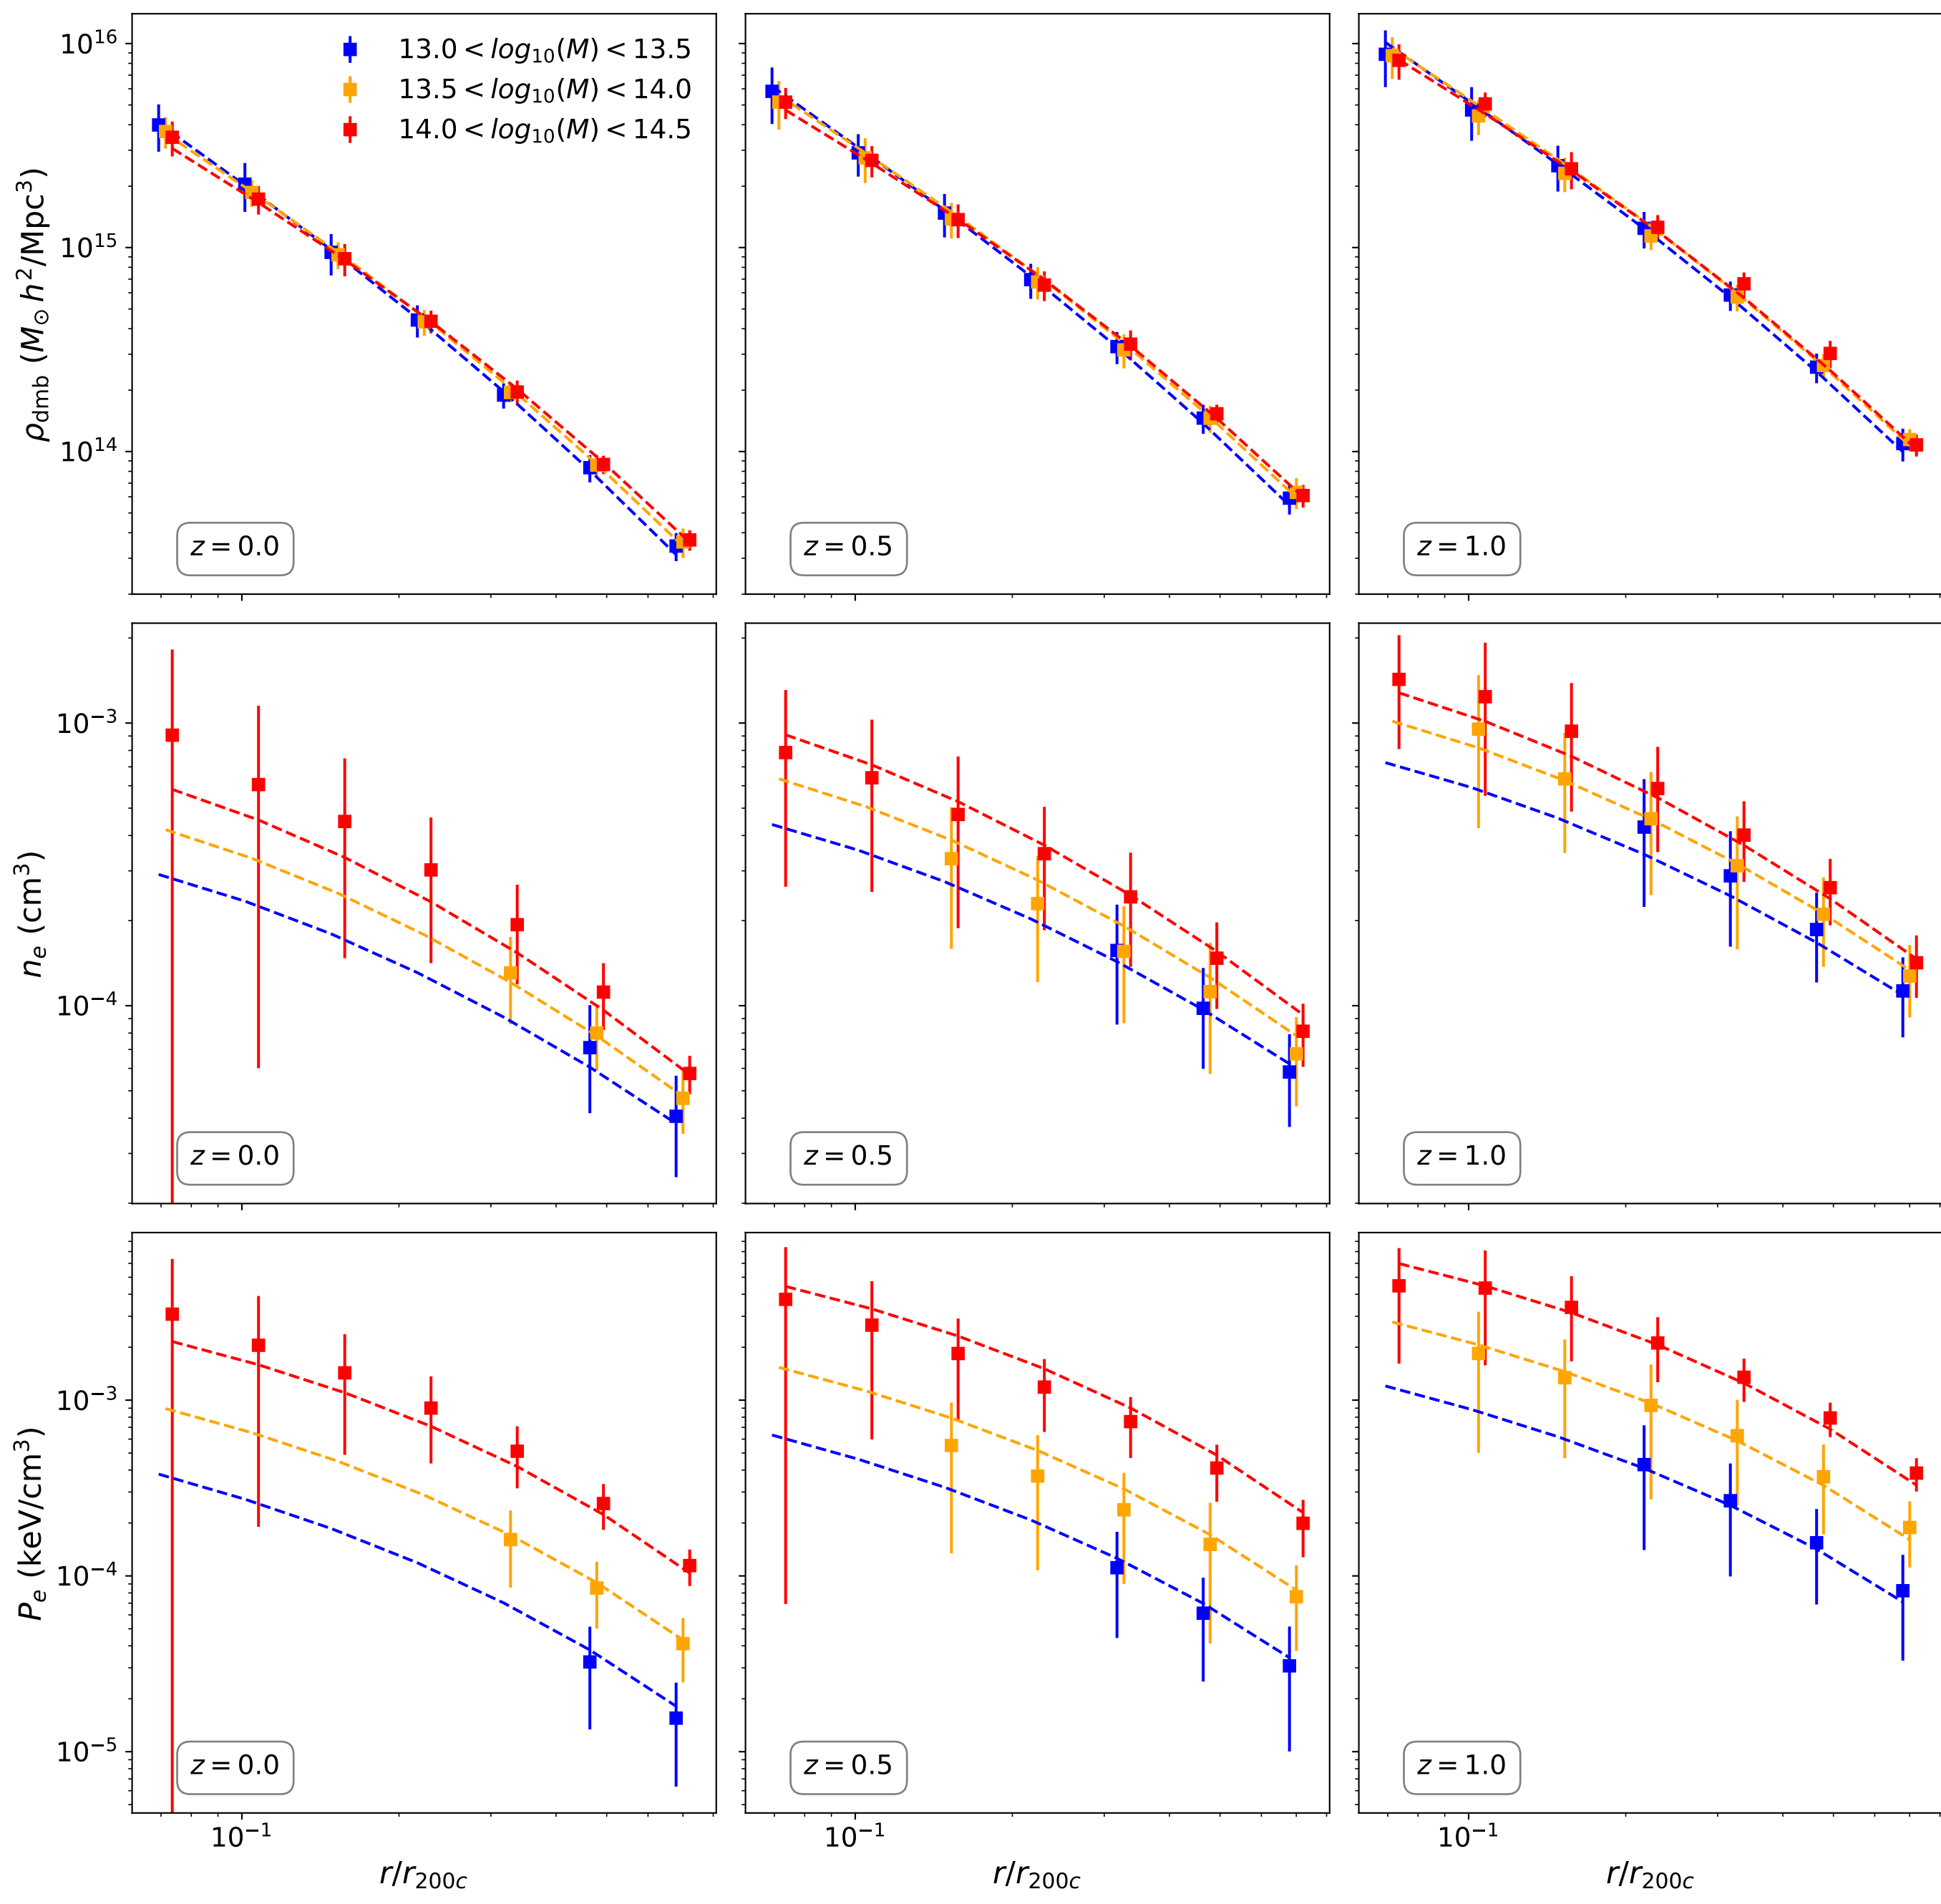 10^16
10^15
10^14
ρ_dmb (M_⊙ h^2/Mpc^3)
13.0 < log_10(M) < 13.5
13.5 < log_10(M) < 14.0
14.0 < log_10(M) < 14.5
z = 0.0
z = 0.5
z = 1.0
10^-3
10^-4
n_e (cm^3)
z = 0.0
z = 0.5
z = 1.0
10^-3
10^-4
10^-5
P_e (keV/cm^3)
z = 0.0
z = 0.5
z = 1.0
10^-1
10^-1
10^-1
r/r_200c
r/r_200c
r/r_200c